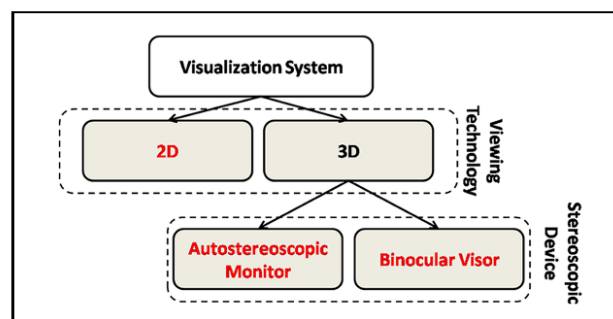 Visualization System
2D
3D
Viewing
Technology
Autostereoscopic
Monitor
Binocular Visor
Stereoscopic
Device